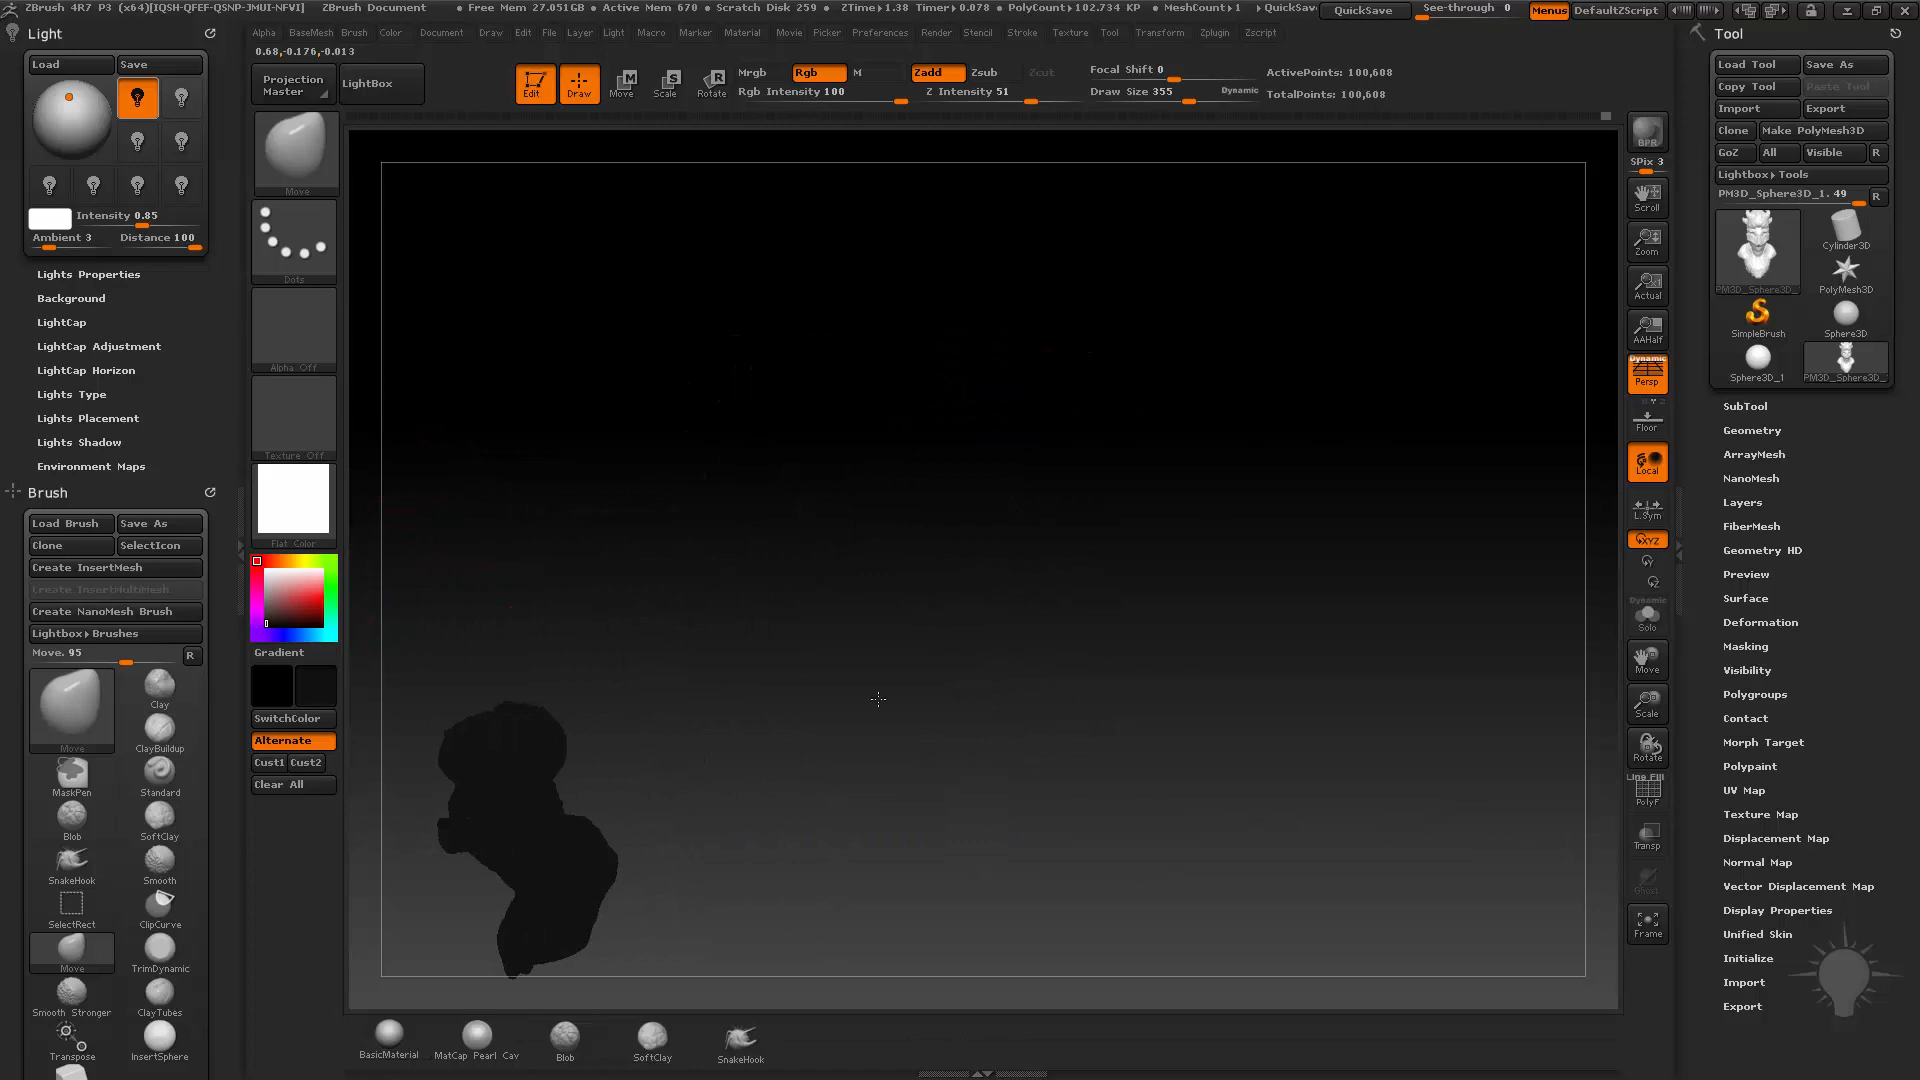 ZBrush 4R7 P3 (x64)[IQSH-QFEF-QSNP-JMUI-NFVI] ZBrush Document • Free Mem 27.051GB • Active Mem 670 • Scratch Disk 259 • ZTime▸1.38 Timer▸0.078 • PolyCount▸102.734 KP • MeshCount▸1 QuickSav QuickSave See-through 0 Menus DefaultZScript
Light
Alpha BaseMesh Brush Color Document Draw Edit File Layer Light Macro Marker Material Movie Picker Preferences Render Stencil Stroke Texture Tool Transform Zplugin Zscript
Tool
0.68,-0.176,-0.013
Load Save
Projection Master
LightBox
Edit Draw Move Scale Rotate
Mrgb Rgb M
Rgb Intensity 100
Zadd Zsub Zcut
Z Intensity 51
Focal Shift 0
Draw Size 355 Dynamic
ActivePoints: 100,608
TotalPoints: 100,608
Intensity 0.85
Ambient 3 Distance 100
Lights Properties
Background
LightCap
LightCap Adjustment
LightCap Horizon
Lights Type
Lights Placement
Lights Shadow
Environment Maps
Brush
Load Brush Save As
Clone SelectIcon
Create InsertMesh
Create InsertMultiMesh
Create NanoMesh Brush
Lightbox▸Brushes
Move. 95 R
Move
Clay
ClayBuildup
MaskPen Standard
Blob SoftClay
SnakeHook Smooth
SelectRect ClipCurve
Move TrimDynamic
Smooth Stronger ClayTubes
Transpose InsertSphere
Move
Dots
Alpha Off
Texture Off
Flat Color
Gradient
SwitchColor
Alternate
Cust1 Cust2
Clear All
BasicMaterial MatCap Pearl Cav Blob SoftClay SnakeHook
BPR
SPix 3
Scroll
Zoom
Actual
AAHalf
Dynamic
Persp
Floor
Local
L.Sym
XYZ
Y
Z
Dynamic
Solo
Move
Scale
Rotate
Line Fill
PolyF
Transp
Ghost
Frame
Load Tool Save As
Copy Tool Paste Tool
Import Export
Clone Make PolyMesh3D
GoZ All Visible R
Lightbox▸Tools
PM3D_Sphere3D_1. 49 R
PM3D_Sphere3D_
Cylinder3D
PolyMesh3D
SimpleBrush Sphere3D
Sphere3D_1 PM3D_Sphere3D_
SubTool
Geometry
ArrayMesh
NanoMesh
Layers
FiberMesh
Geometry HD
Preview
Surface
Deformation
Masking
Visibility
Polygroups
Contact
Morph Target
Polypaint
UV Map
Texture Map
Displacement Map
Normal Map
Vector Displacement Map
Display Properties
Unified Skin
Initialize
Import
Export